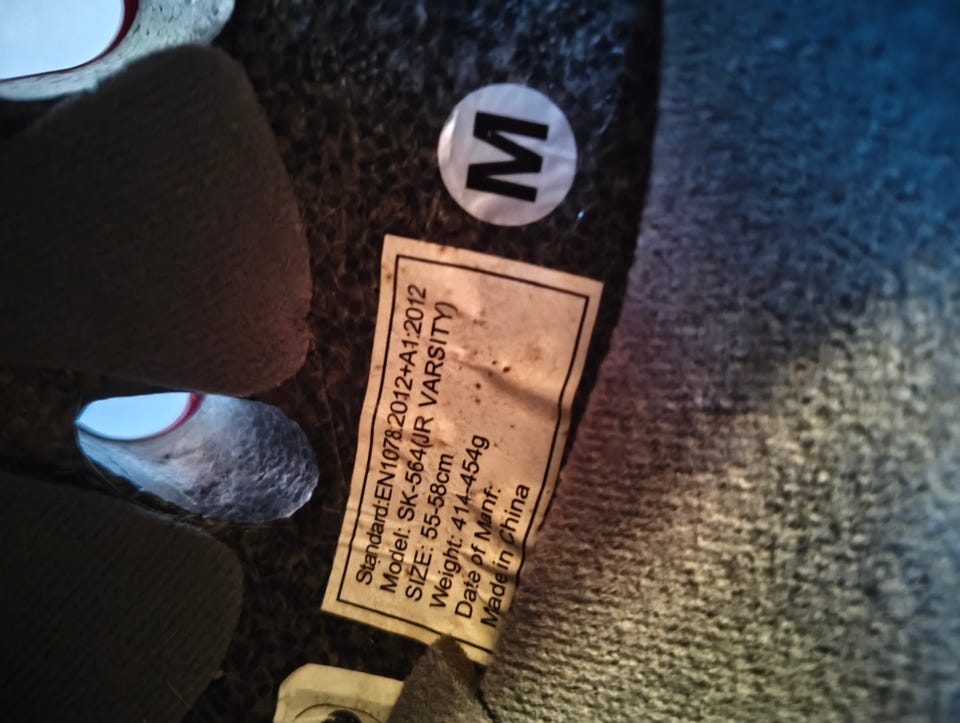 M
Standard:EN1078:2012+A1:2012
Model: SK-564(JR VARSITY)
SIZE: 55-58cm
Weight: 414-454g
Date of Manf:
Made in China